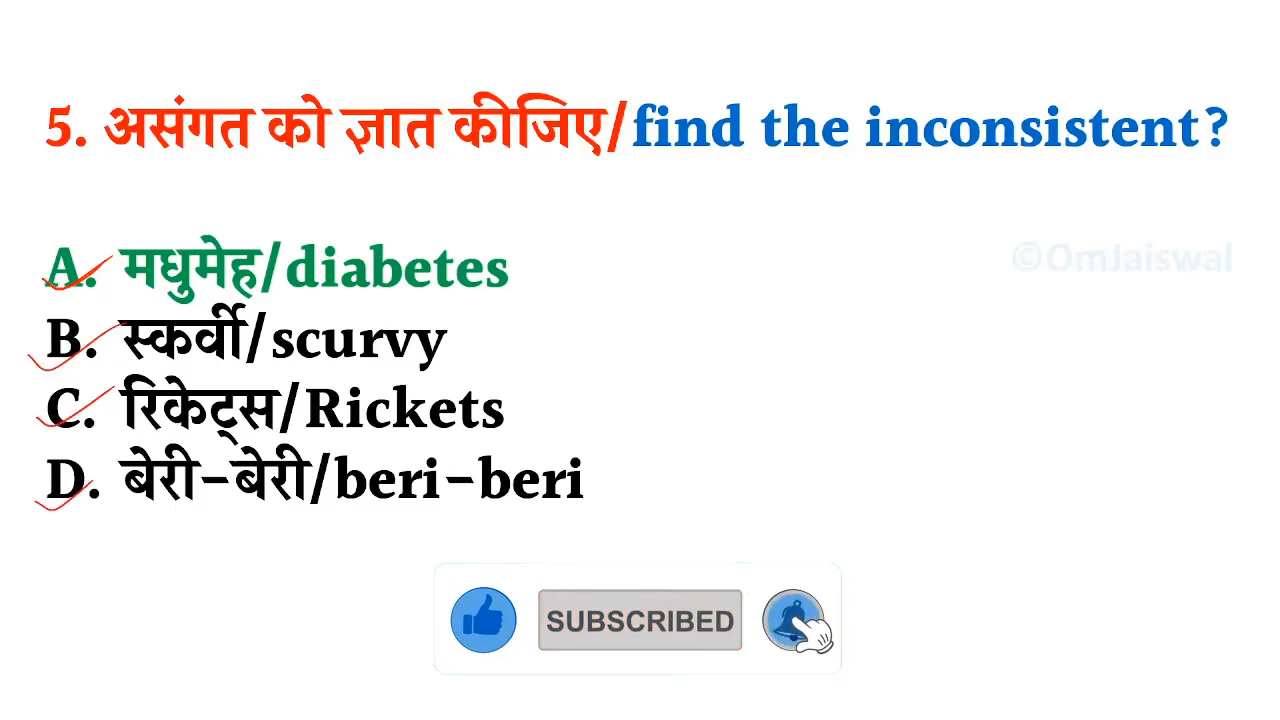 5. असंगत को ज्ञात कीजिए/find the inconsistent?
©OmJaiswal
A. मधुमेह/diabetes
B. स्कर्वी/scurvy
C. रिकेट्स/Rickets
D. बेरी-बेरी/beri-beri
SUBSCRIBED